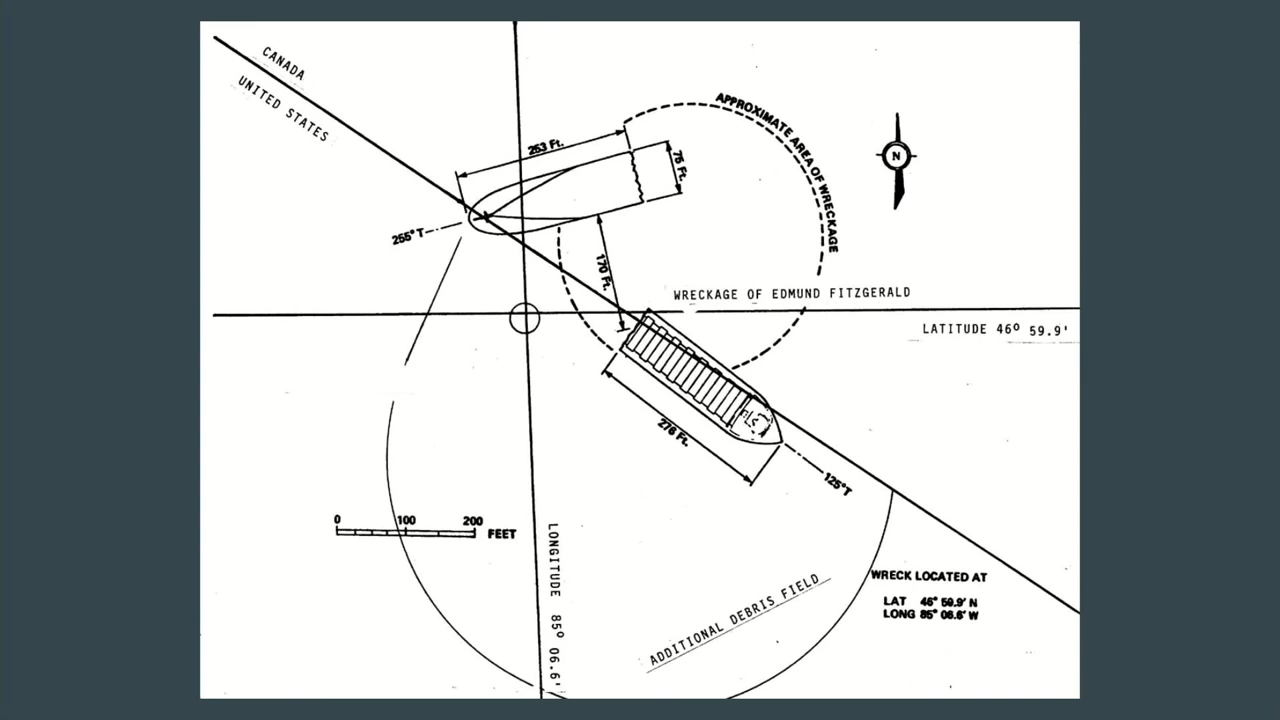 CANADA
UNITED STATES
APPROXIMATE AREA OF WRECKAGE
253 Ft.
75 Ft.
N
255°T
170 Ft.
WRECKAGE OF EDMUND FITZGERALD
LATITUDE 46° 59.9'
276 Ft.
125°T
0 100 200
FEET
LONGITUDE 85° 06.6'
WRECK LOCATED AT
LAT 46° 59.9' N
LONG 85° 06.6' W
ADDITIONAL DEBRIS FIELD